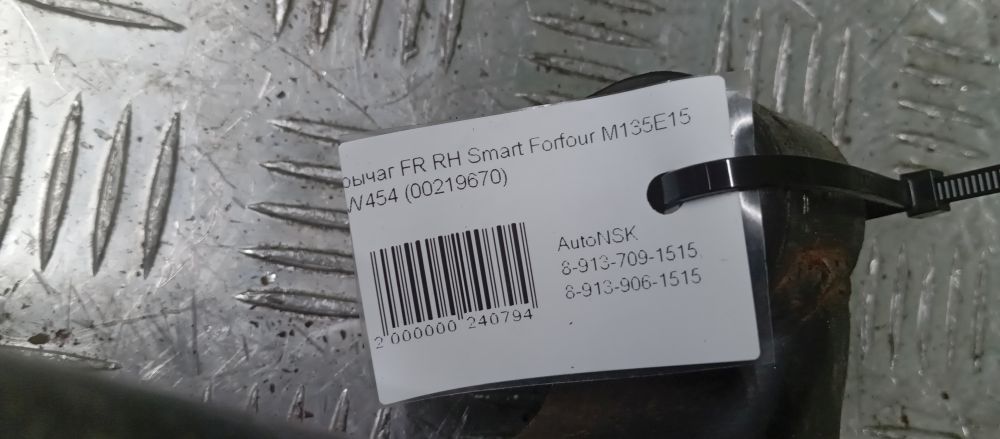 рычаг FR RH Smart Forfour M135E15
W454 (00219670)
AutoNSK
8-913-709-1515
8-913-906-1515
2 000000 240794